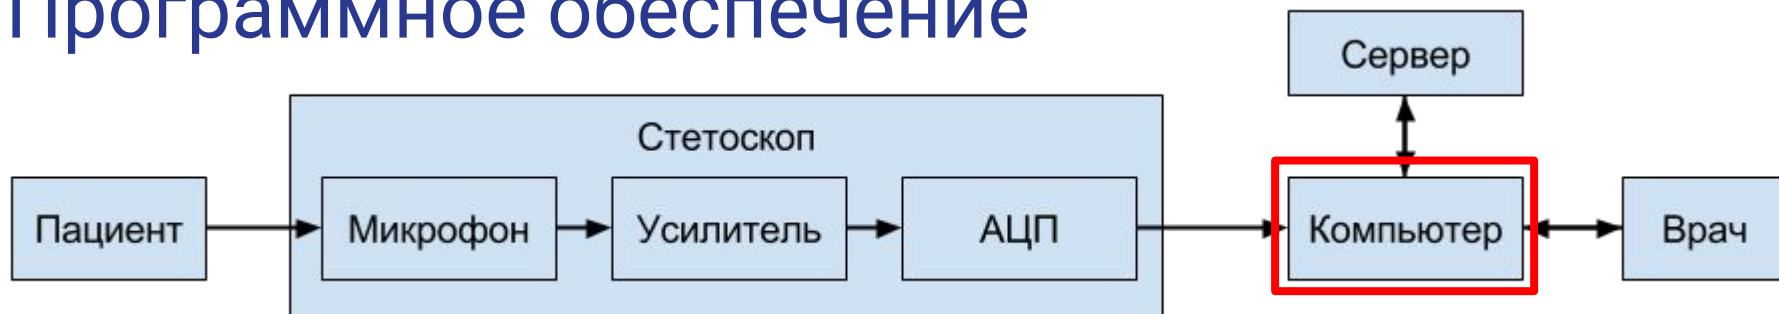 Программное обеспечение
Сервер
Стетоскоп
Пациент
Микрофон
Усилитель
АЦП
Компьютер
Врач